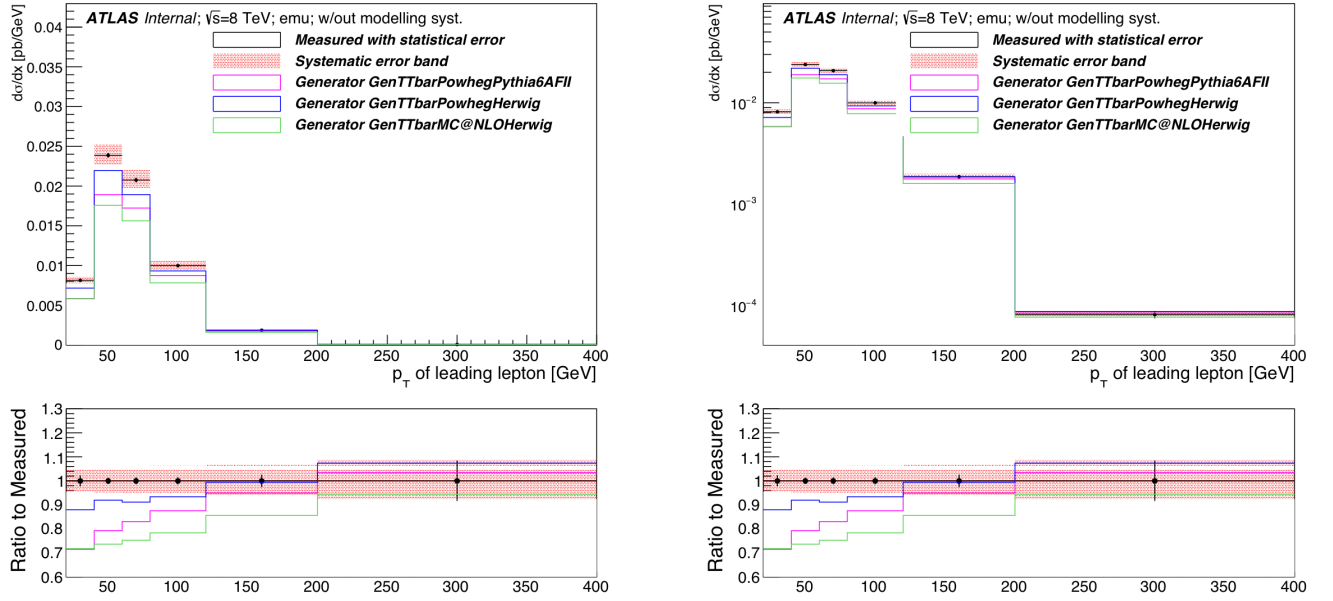 ATLAS Internal; √s=8 TeV; emu; w/out modelling syst.
Measured with statistical error
Systematic error band
Generator GenTTbarPowhegPythia6AFII
Generator GenTTbarPowhegHerwig
Generator GenTTbarMC@NLOHerwig
dσ/dx [pb/GeV]
0.04
0.035
0.03
0.025
0.02
0.015
0.01
0.005
0
50 100 150 200 250 300 350 400
p_T of leading lepton [GeV]
Ratio to Measured
1.3
1.2
1.1
1
0.9
0.8
0.7
0.6
0 50 100 150 200 250 300 350 400
ATLAS Internal; √s=8 TeV; emu; w/out modelling syst.
Measured with statistical error
Systematic error band
Generator GenTTbarPowhegPythia6AFII
Generator GenTTbarPowhegHerwig
Generator GenTTbarMC@NLOHerwig
dσ/dx [pb/GeV]
10⁻²
10⁻³
10⁻⁴
50 100 150 200 250 300 350 400
p_T of leading lepton [GeV]
Ratio to Measured
1.3
1.2
1.1
1
0.9
0.8
0.7
0.6
50 100 150 200 250 300 350 400